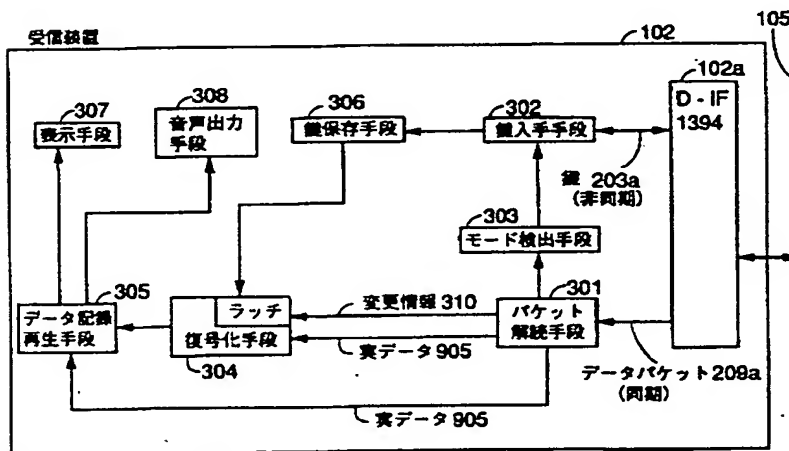 受信装置
102
105
102a
D-IF
1394
307
表示手段
308
音声出力
手段
306
鍵保存手段
302
鍵入手手段
鍵 203a
(非同期)
303
モード検出手段
305
データ記録
再生手段
ラッチ
復号化手段
304
変更情報 310
実データ 905
301
パケット
解読手段
データパケット 209a
(同期)
実データ 905